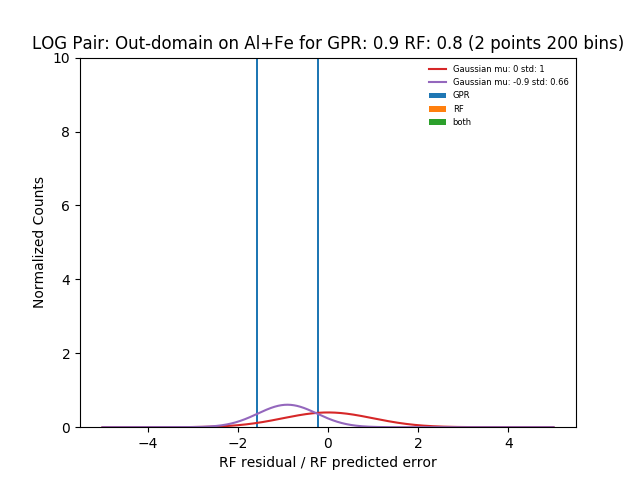 LOG Pair: Out-domain on Al+Fe for GPR: 0.9 RF: 0.8 (2 points 200 bins)
Gaussian mu: 0 std: 1
Gaussian mu: -0.9 std: 0.66
GPR
RF
both
Normalized Counts
10
8
6
4
2
0
−4
−2
0
2
4
RF residual / RF predicted error